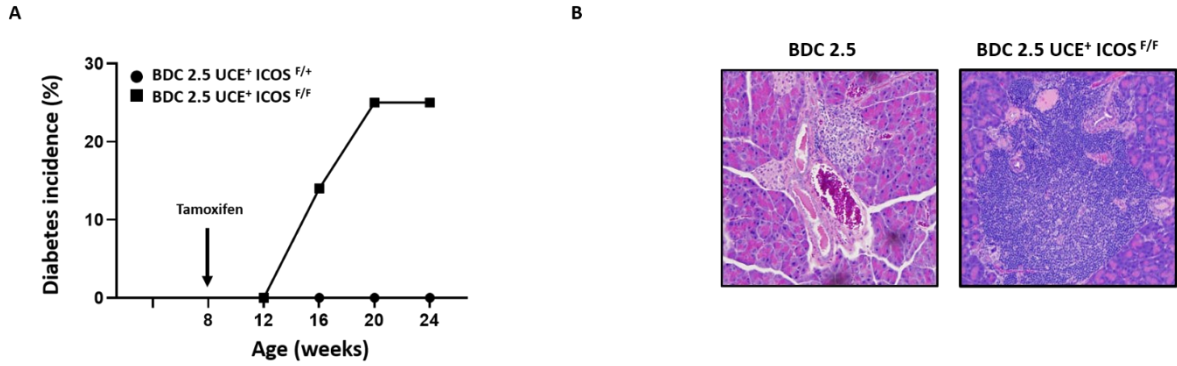 A
B
Diabetes incidence (%)
30
20
10
0
BDC 2.5 UCE⁺ ICOS F/+
BDC 2.5 UCE⁺ ICOS F/F
Tamoxifen
8 12 16 20 24
Age (weeks)
BDC 2.5
BDC 2.5 UCE⁺ ICOS F/F